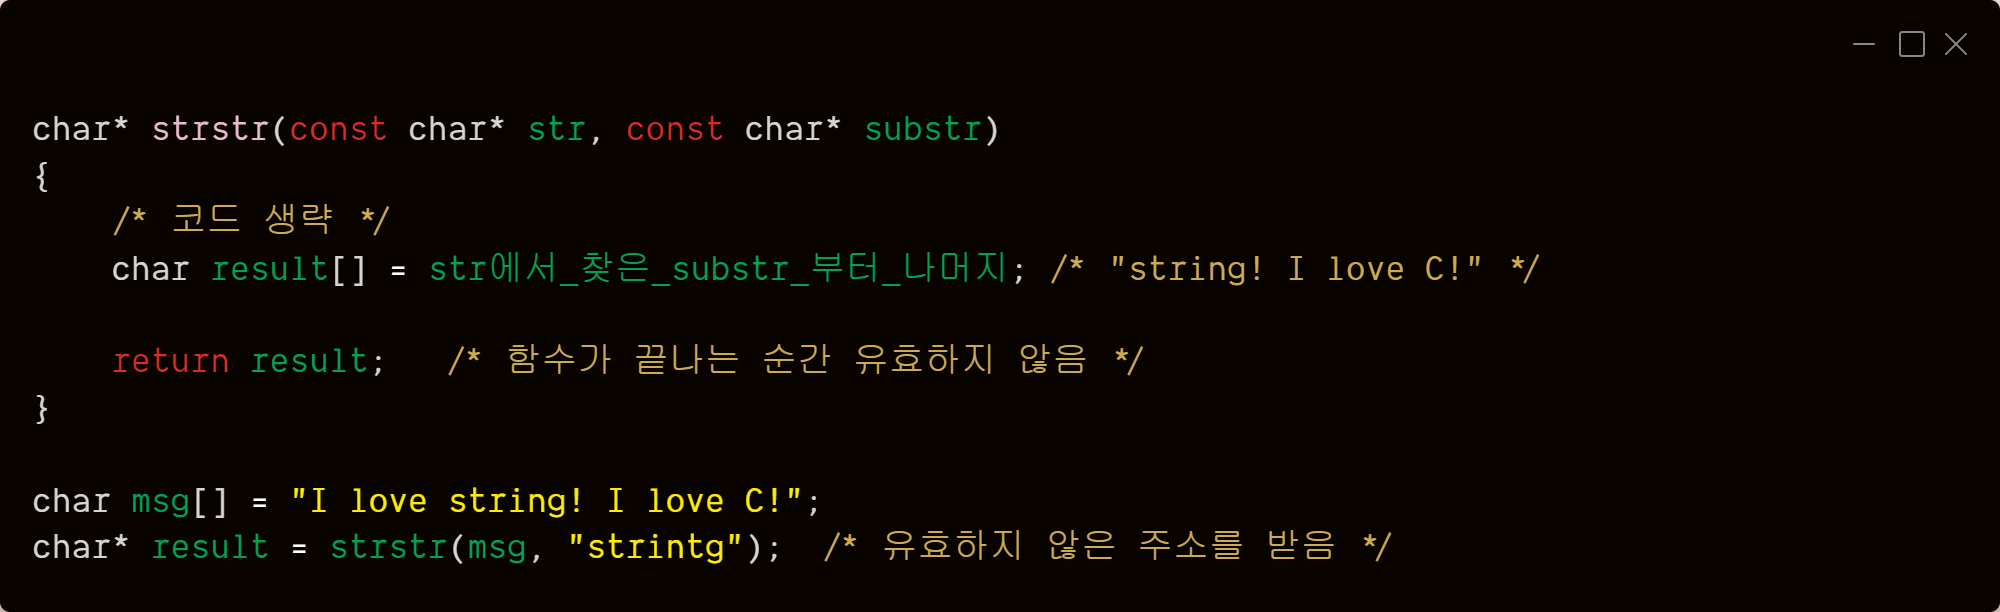 char* strstr(const char* str, const char* substr)
{
    /* 코드 생략 */
    char result[] = str에서_찾은_substr_부터_나머지; /* "string! I love C!" */
    return result;   /* 함수가 끝나는 순간 유효하지 않음 */
}
char msg[] = "I love string! I love C!";
char* result = strstr(msg, "strintg");  /* 유효하지 않은 주소를 받음 */